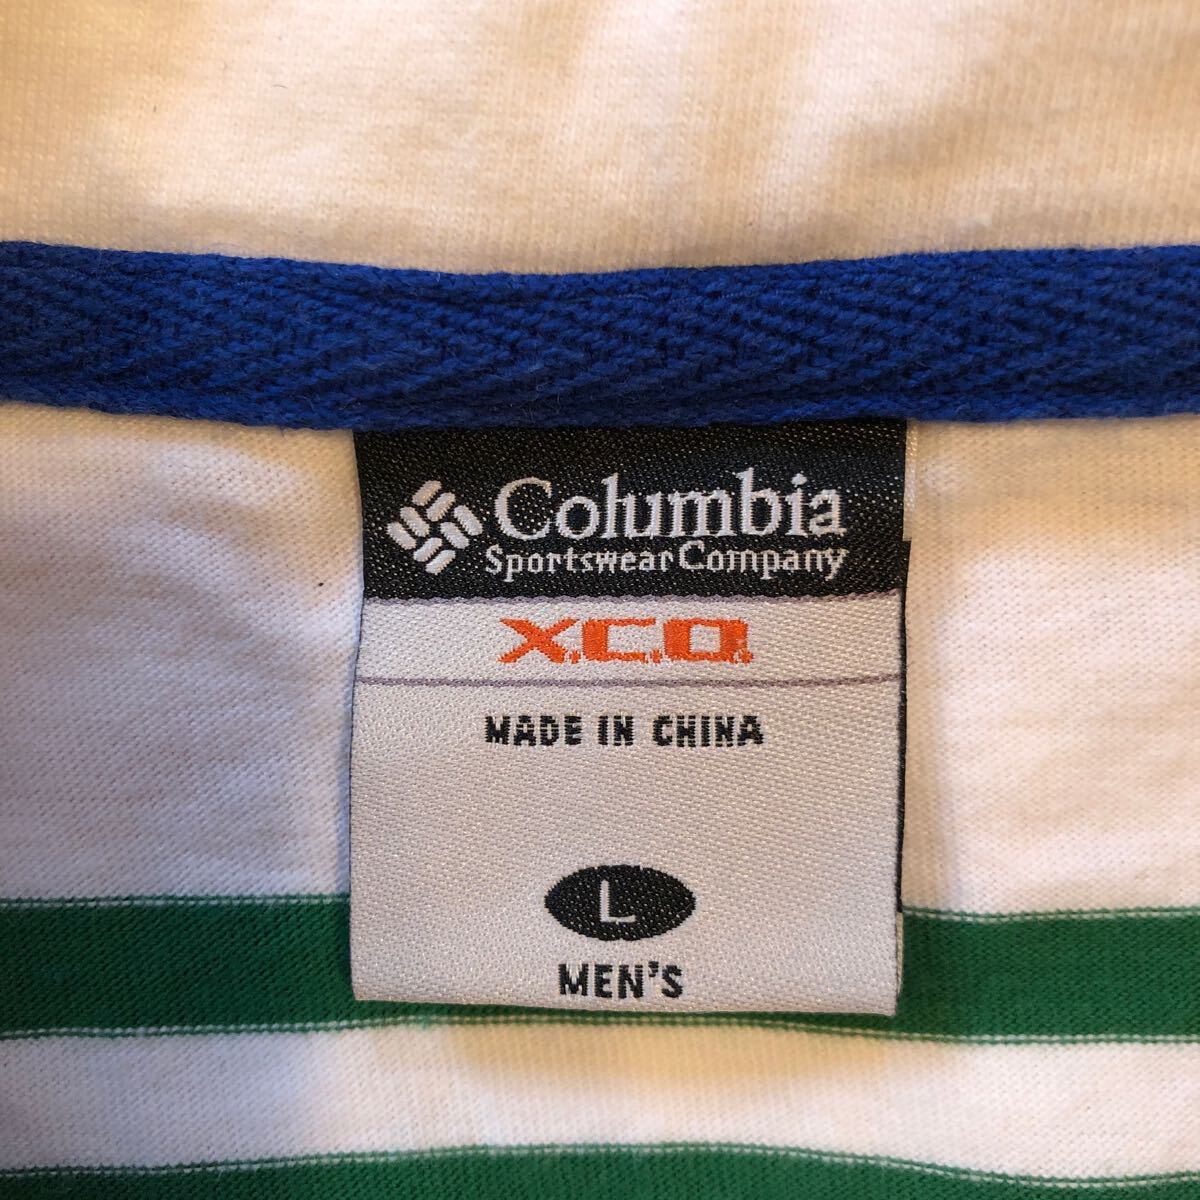 Columbia
Sportswear Company
X.C.O.
MADE IN CHINA
L
MEN'S